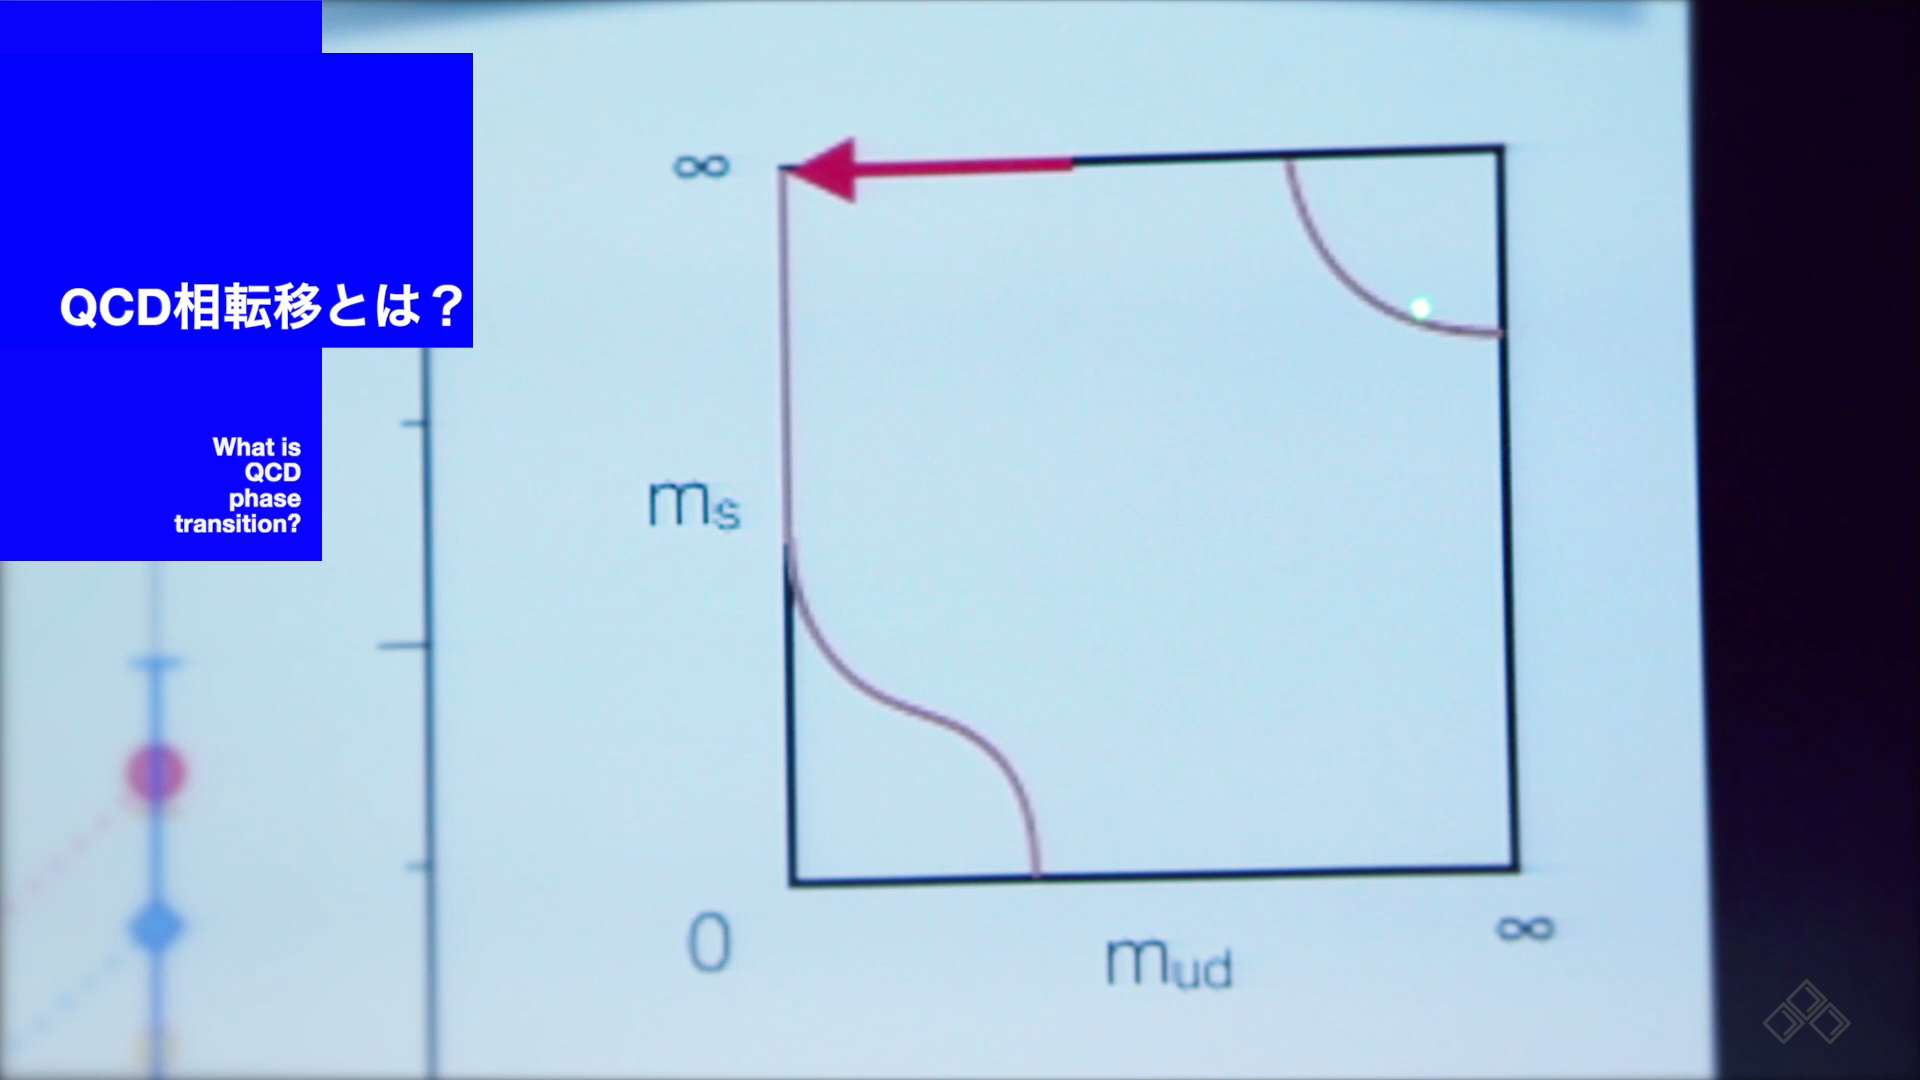 QCD相転移とは？
What is
QCD
phase
transition?
∞
ms
0
mud
∞